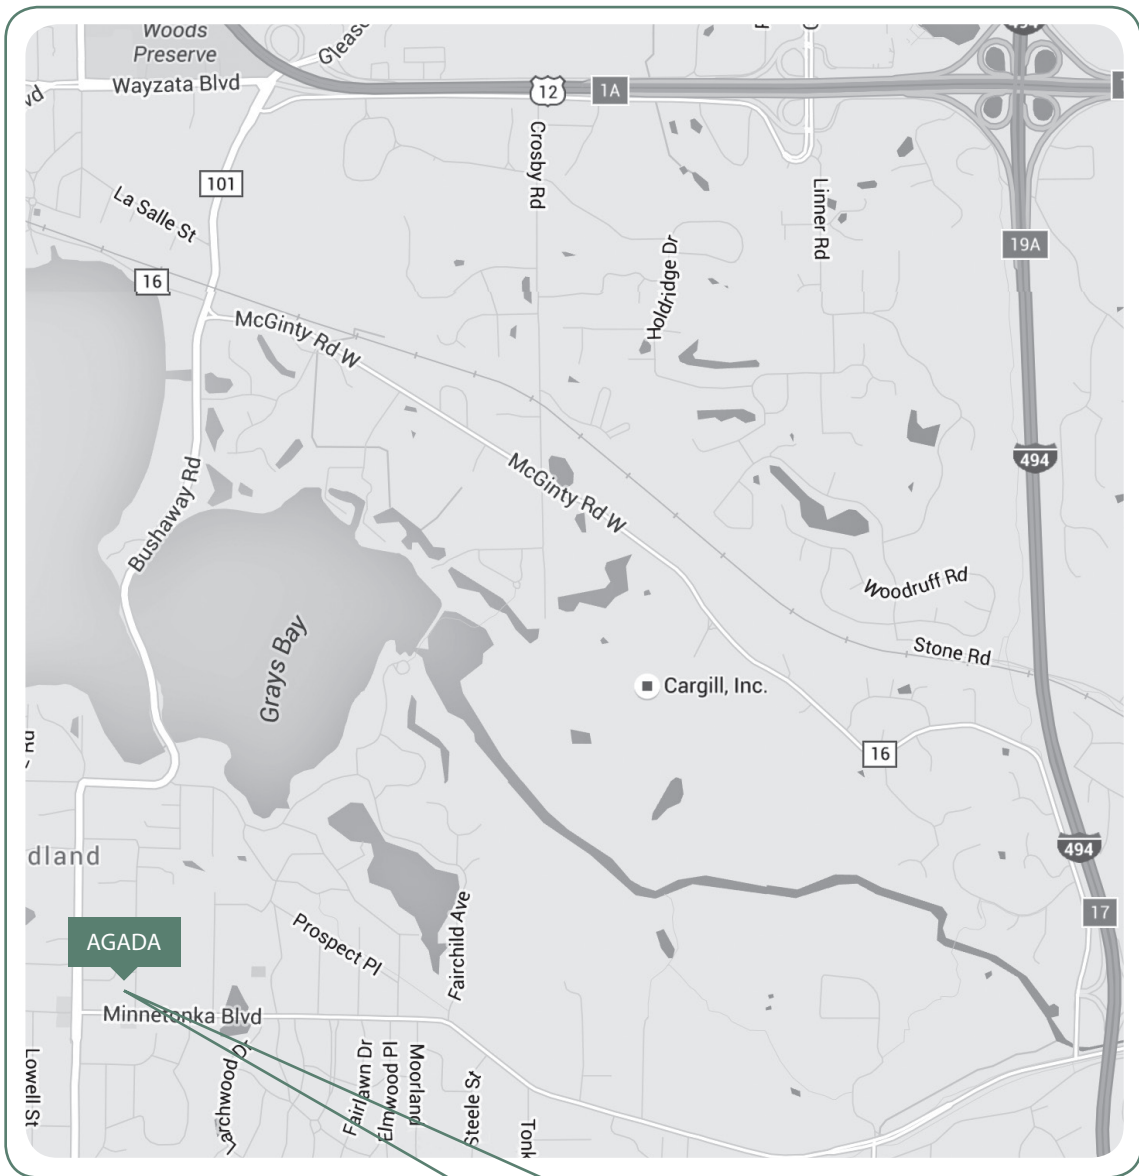 Woods
Preserve
Gleasc
Wayzata Blvd
vd
12
1A
101
Crosby Rd
La Salle St
Linner Rd
19A
16
Holdridge Dr
McGinty Rd W
McGinty Rd W
494
Bushaway Rd
Woodruff Rd
Stone Rd
Grays Bay
Cargill, Inc.
16
494
dland
17
AGADA
Prospect Pl
Fairchild Ave
Minnetonka Blvd
Lowell St
Larchwood Dr
Fairlawn Dr
Elmwood Pl
Moorland
Steele St
Tonk